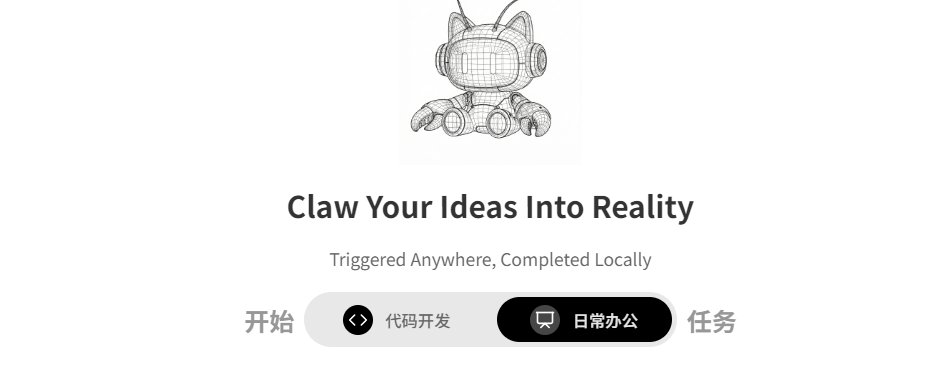 Claw Your Ideas Into Reality
Triggered Anywhere, Completed Locally
开始 代码开发 日常办公 任务